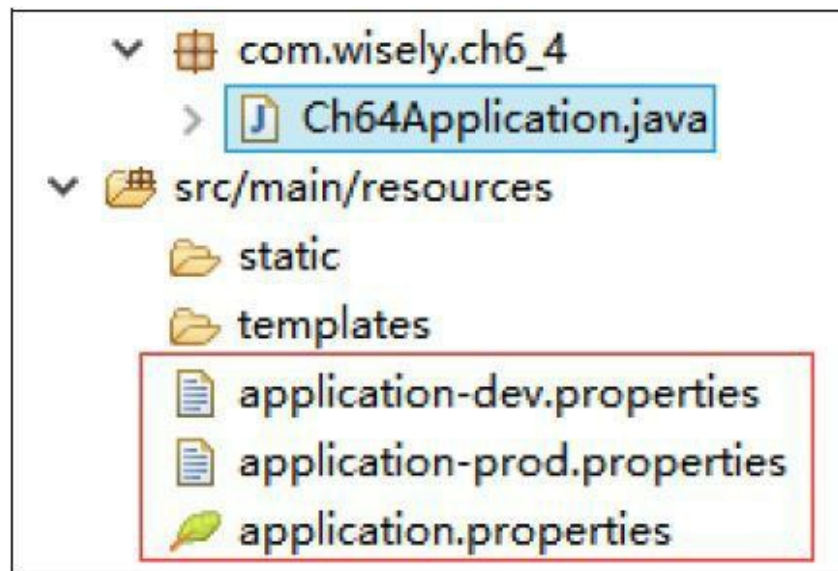 com.wisely.ch6_4
Ch64Application.java
src/main/resources
static
templates
application-dev.properties
application-prod.properties
application.properties